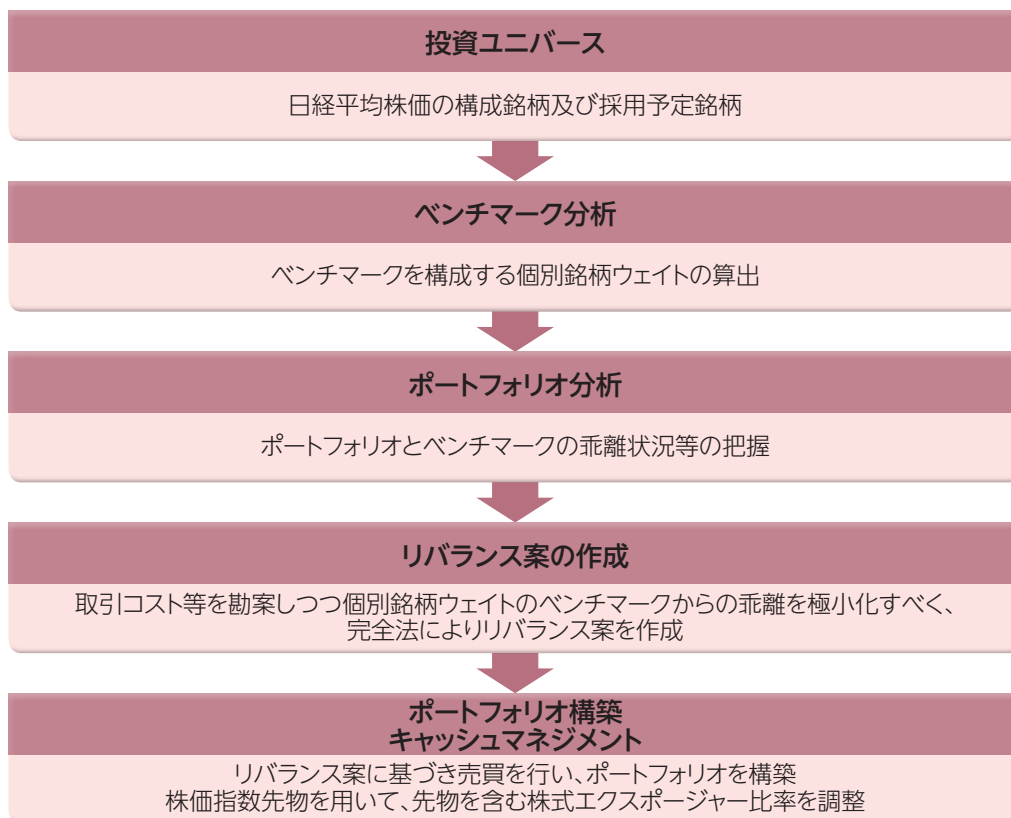 投資ユニバース
日経平均株価の構成銘柄及び採用予定銘柄
ベンチマーク分析
ベンチマークを構成する個別銘柄ウェイトの算出
ポートフォリオ分析
ポートフォリオとベンチマークの乖離状況等の把握
リバランス案の作成
取引コスト等を勘案しつつ個別銘柄ウェイトのベンチマークからの乖離を極小化すべく、
完全法によりリバランス案を作成
ポートフォリオ構築
キャッシュマネジメント
リバランス案に基づき売買を行い、ポートフォリオを構築
株価指数先物を用いて、先物を含む株式エクスポージャー比率を調整